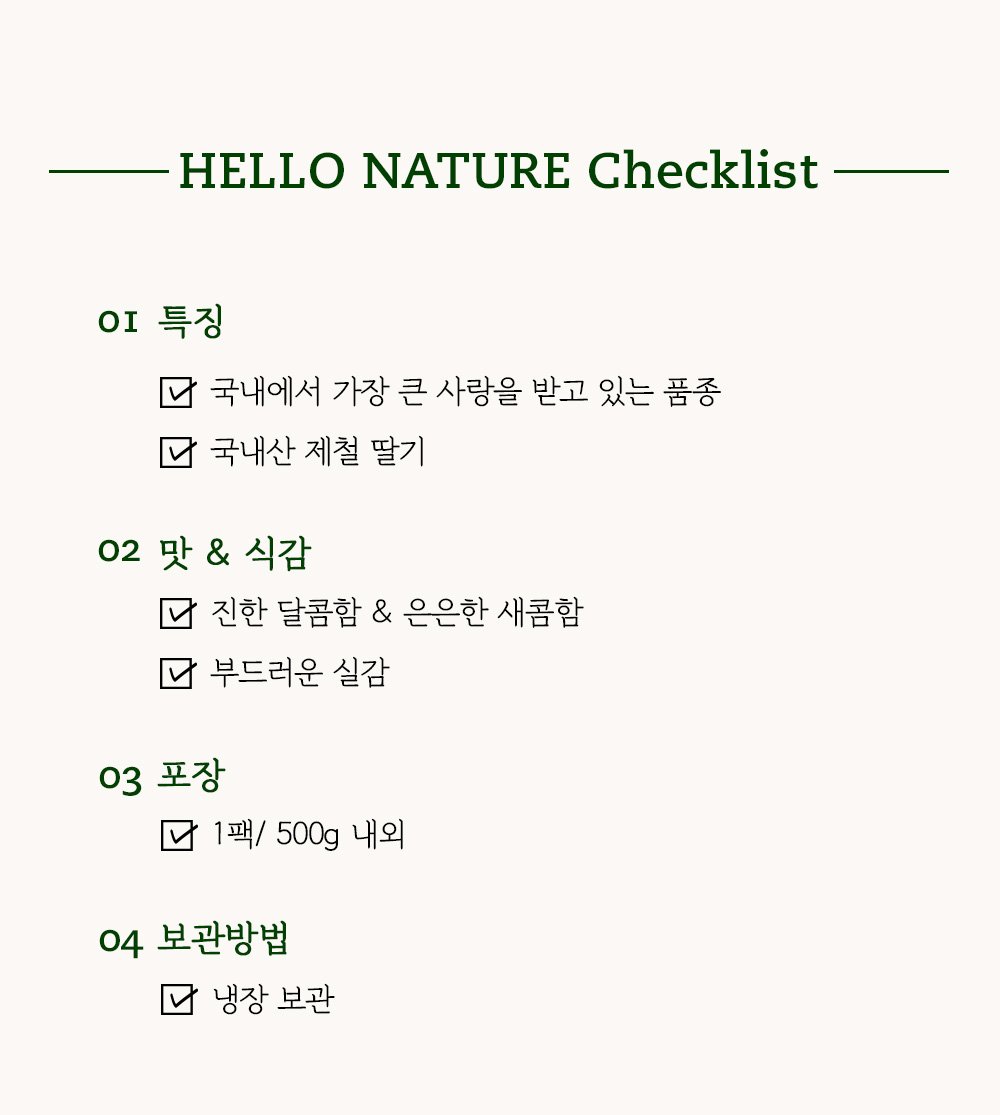 HELLO NATURE Checklist
01 특징
국내에서 가장 큰 사랑을 받고 있는 품종
국내산 제철 딸기
02 맛 & 식감
진한 달콤함 & 은은한 새콤함
부드러운 실감
03 포장
1팩/ 500g 내외
04 보관방법
냉장 보관